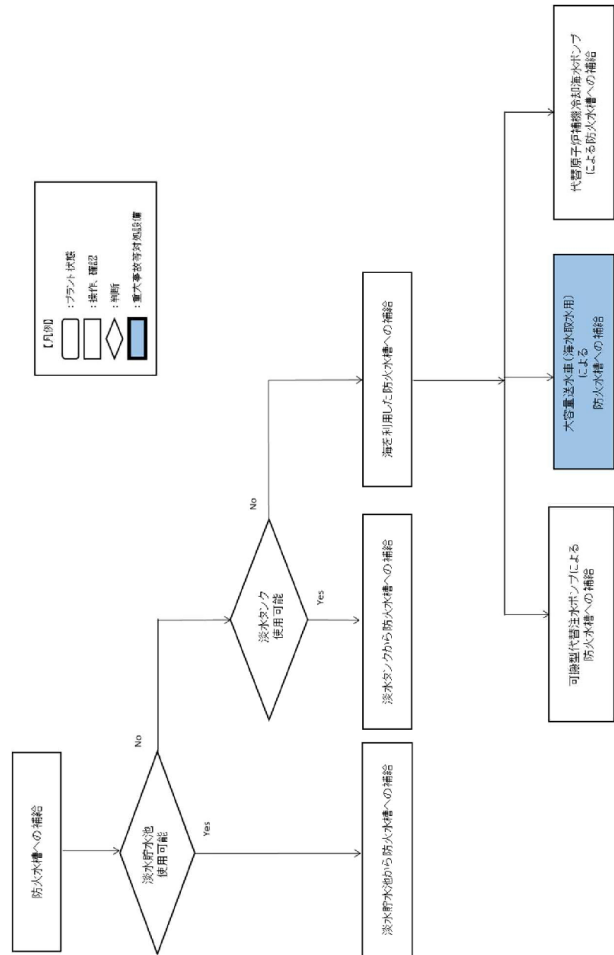 【凡例】
：プラント状態
：操作、確認
：判断
：重大事故等対処設備
防火水槽への補給
淡水貯水池
使用可能
No
Yes
淡水タンク
使用可能
No
Yes
淡水貯水池から防火水槽への補給
淡水タンクから防火水槽への補給
海を利用した防火水槽への補給
可搬型代替注水ポンプによる
防火水槽への補給
大容量送水車(海水取水用)
による
防火水槽への補給
代替原子炉補機冷却海水ポンプ
による防火水槽への補給